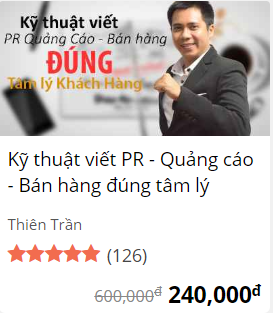 Kỹ thuật viết
PR Quảng Cáo - Bán hàng
ĐÚNG
Tâm lý Khách Hàng
Kỹ thuật viết PR - Quảng cáo
- Bán hàng đúng tâm lý
Thiên Trần
(126)
600,000đ 240,000đ